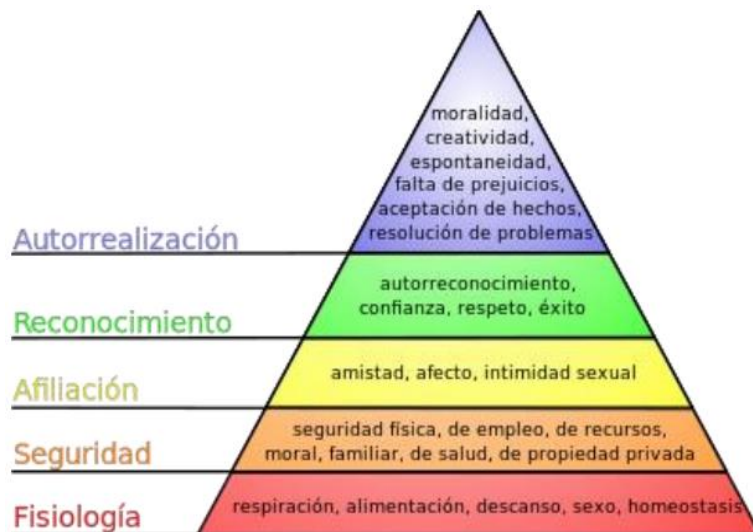 moralidad,
creatividad,
espontaneidad,
falta de prejuicios,
aceptación de hechos,
resolución de problemas
Autorrealización
autorreconocimiento,
confianza, respeto, éxito
Reconocimiento
amistad, afecto, intimidad sexual
Afiliación
seguridad física, de empleo, de recursos,
moral, familiar, de salud, de propiedad privada
Seguridad
respiración, alimentación, descanso, sexo, homeostasis
Fisiología